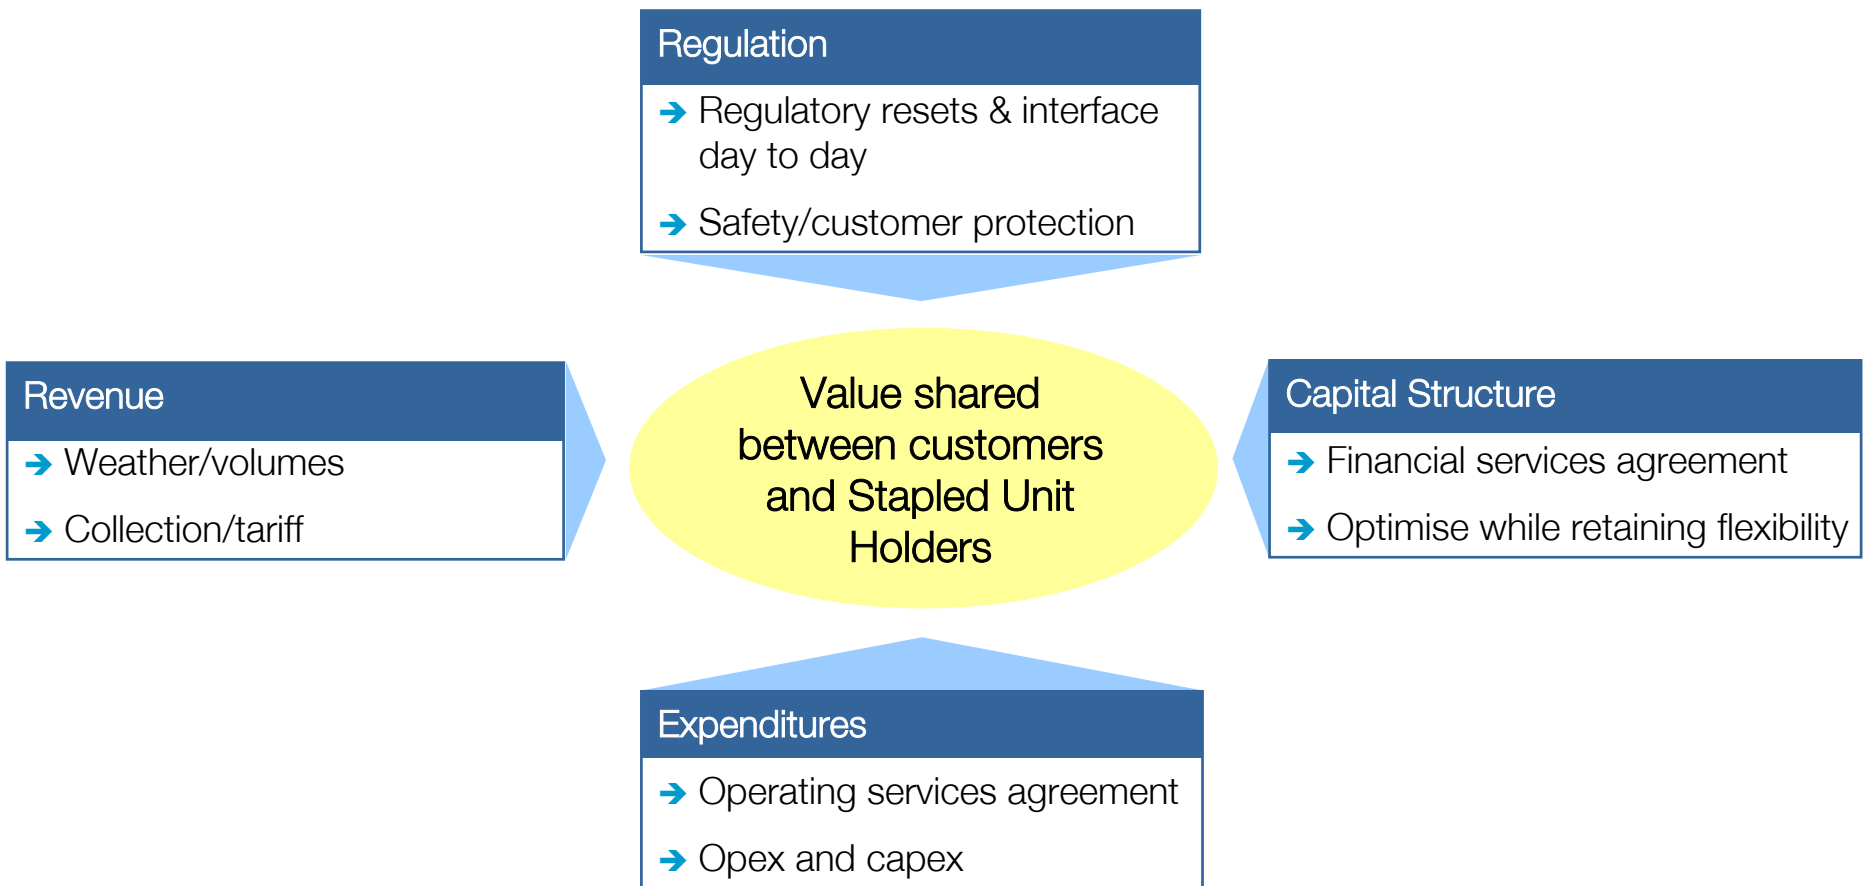 Regulation
➔ Regulatory resets & interface
day to day
➔ Safety/customer protection
Revenue
➔ Weather/volumes
➔ Collection/tariff
Value shared
between customers
and Stapled Unit
Holders
Capital Structure
➔ Financial services agreement
➔ Optimise while retaining flexibility
Expenditures
➔ Operating services agreement
➔ Opex and capex